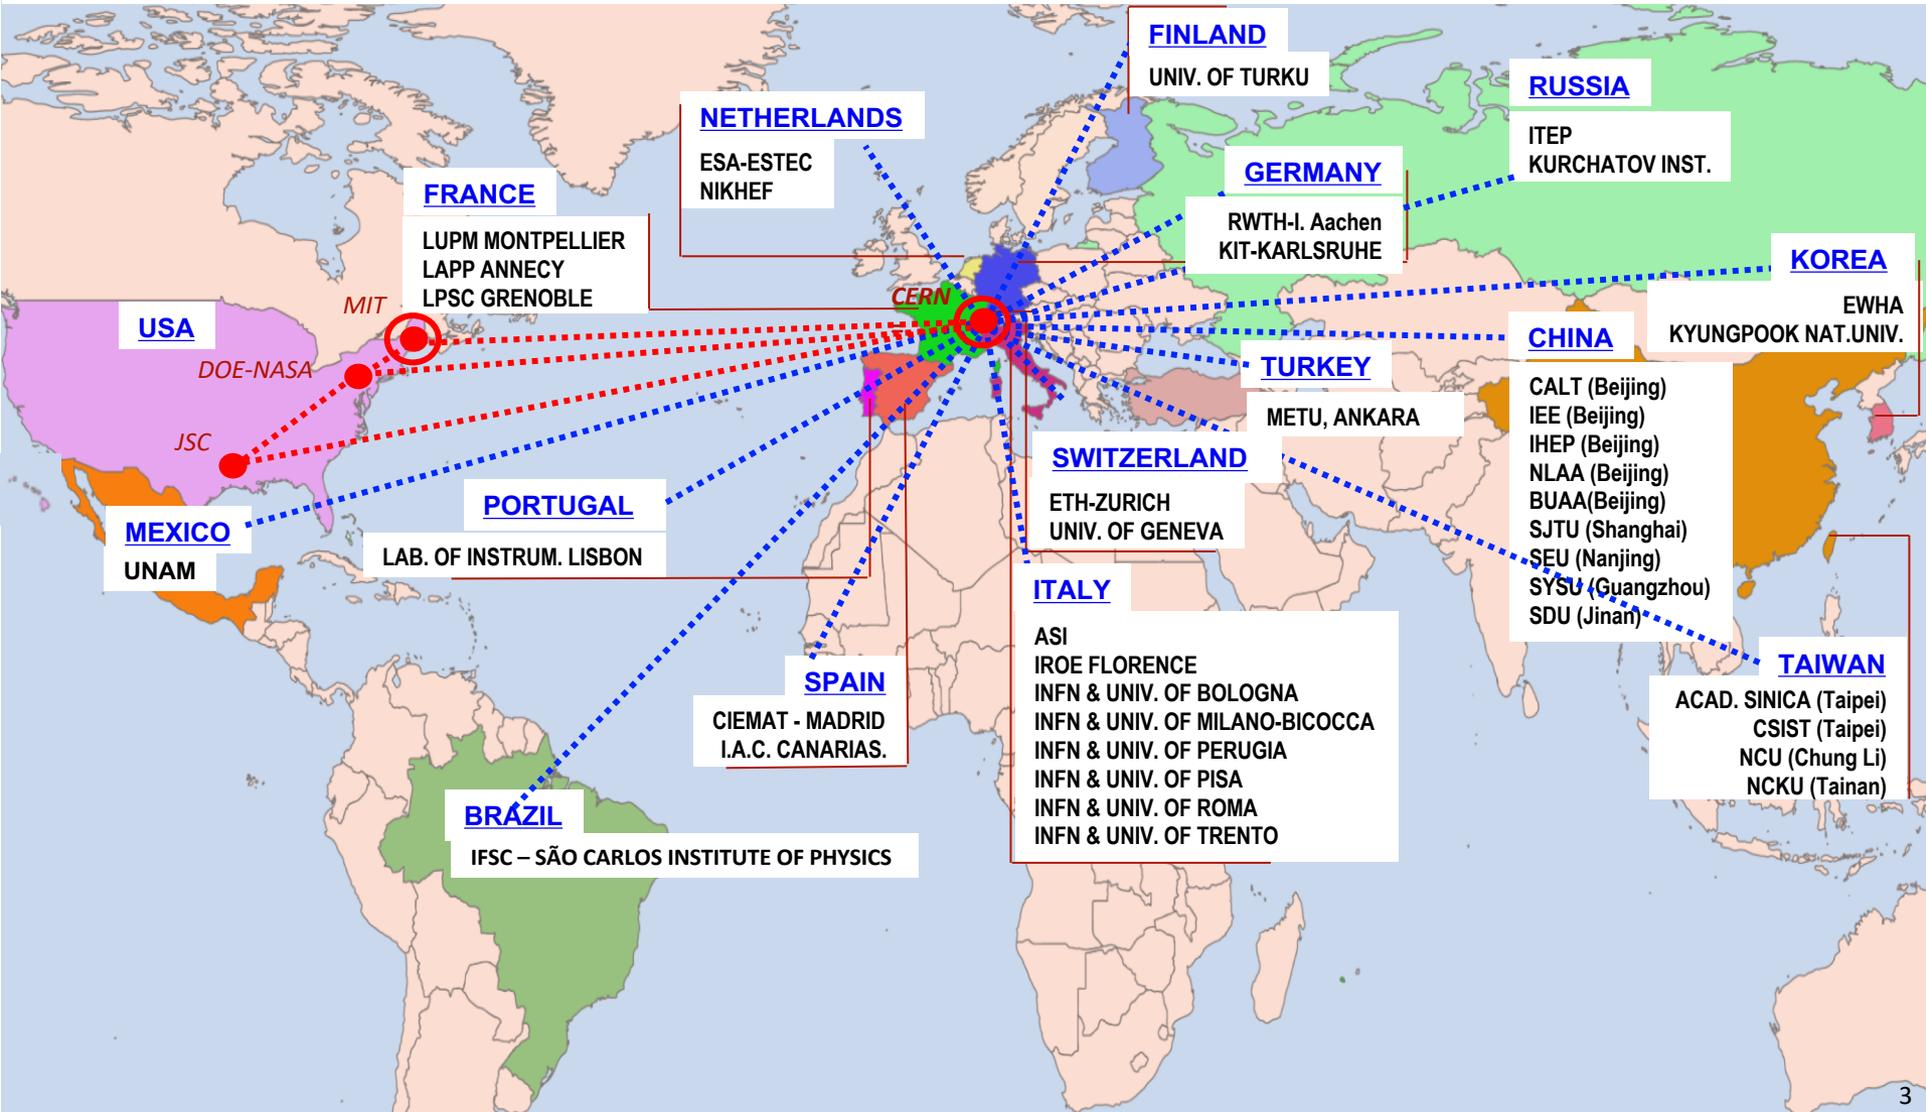 FINLAND
UNIV. OF TURKU
RUSSIA
ITEP
KURCHATOV INST.
NETHERLANDS
ESA-ESTEC
NIKHEF
GERMANY
RWTH-I. Aachen
KIT-KARLSRUHE
FRANCE
LUPM MONTPELLIER
LAPP ANNECY
LPSC GRENOBLE
KOREA
EWHA
KYUNGPOOK NAT.UNIV.
CERN
MIT
USA
DOE-NASA
JSC
CHINA
CALT (Beijing)
IEE (Beijing)
IHEP (Beijing)
NLAA (Beijing)
BUAA(Beijing)
SJTU (Shanghai)
SEU (Nanjing)
SYSU (Guangzhou)
SDU (Jinan)
TURKEY
METU, ANKARA
SWITZERLAND
ETH-ZURICH
UNIV. OF GENEVA
PORTUGAL
LAB. OF INSTRUM. LISBON
MEXICO
UNAM
ITALY
ASI
IROE FLORENCE
INFN & UNIV. OF BOLOGNA
INFN & UNIV. OF MILANO-BICOCCA
INFN & UNIV. OF PERUGIA
INFN & UNIV. OF PISA
INFN & UNIV. OF ROMA
INFN & UNIV. OF TRENTO
SPAIN
CIEMAT - MADRID
I.A.C. CANARIAS.
TAIWAN
ACAD. SINICA (Taipei)
CSIST (Taipei)
NCU (Chung Li)
NCKU (Tainan)
BRAZIL
IFSC – SÃO CARLOS INSTITUTE OF PHYSICS
3